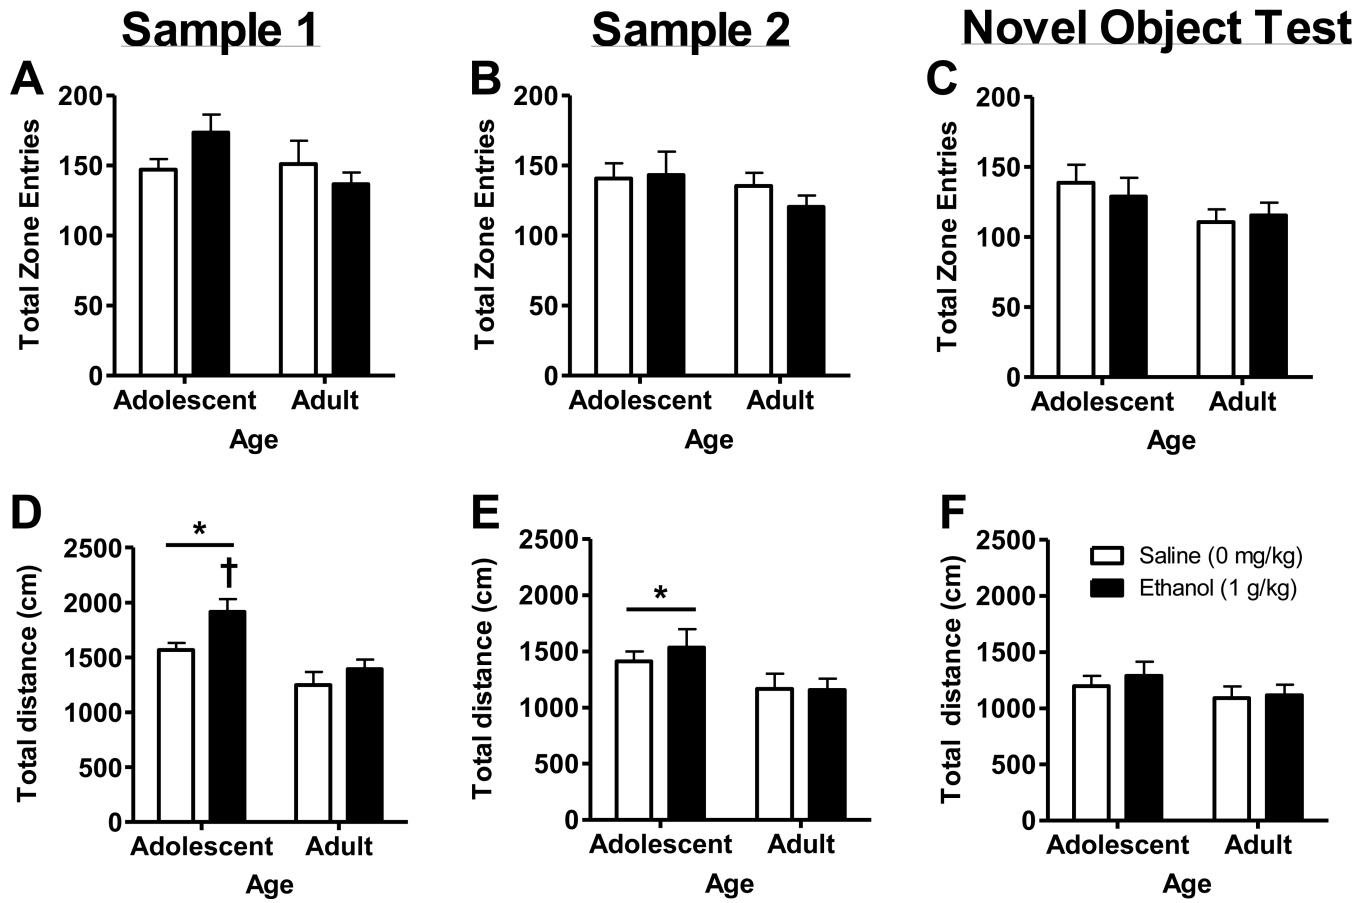 Sample 1
Sample 2
Novel Object Test
A
200
150
100
50
0
Total Zone Entries
Adolescent Adult
Age
B
200
150
100
50
0
Total Zone Entries
Adolescent Adult
Age
C
200
150
100
50
0
Total Zone Entries
Adolescent Adult
Age
D
2500
2000
1500
1000
500
0
Total distance (cm)
*
†
Adolescent Adult
Age
E
2500
2000
1500
1000
500
0
Total distance (cm)
*
Adolescent Adult
Age
F
2500
2000
1500
1000
500
0
Total distance (cm)
Saline (0 mg/kg)
Ethanol (1 g/kg)
Adolescent Adult
Age